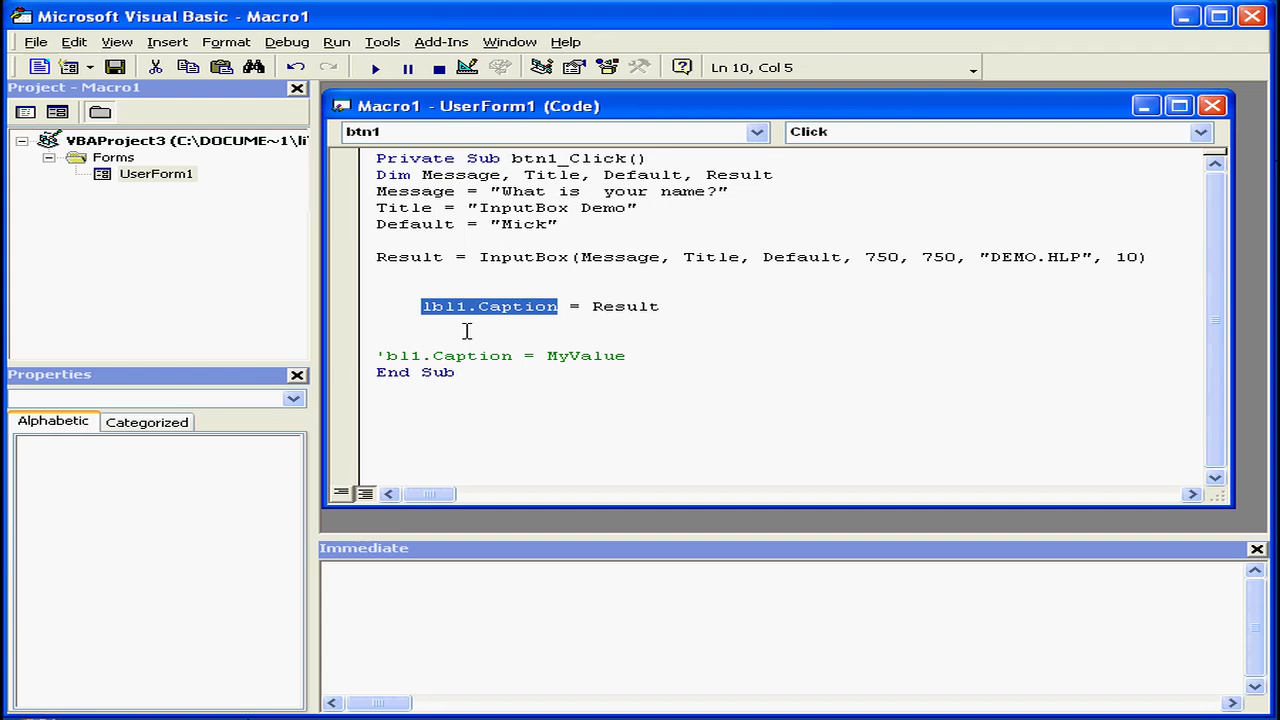 Microsoft Visual Basic - Macro1
File Edit View Insert Format Debug Run Tools Add-Ins Window Help
Ln 10, Col 5
Project - Macro1
VBAProject3 (C:\DOCUME~1\li
Forms
UserForm1
Properties
Alphabetic Categorized
Macro1 - UserForm1 (Code)
btn1 Click
Private Sub btn1_Click()
Dim Message, Title, Default, Result
Message = "What is  your name?"
Title = "InputBox Demo"
Default = "Mick"
Result = InputBox(Message, Title, Default, 750, 750, "DEMO.HLP", 10)
lbl1.Caption = Result
'bl1.Caption = MyValue
End Sub
Immediate